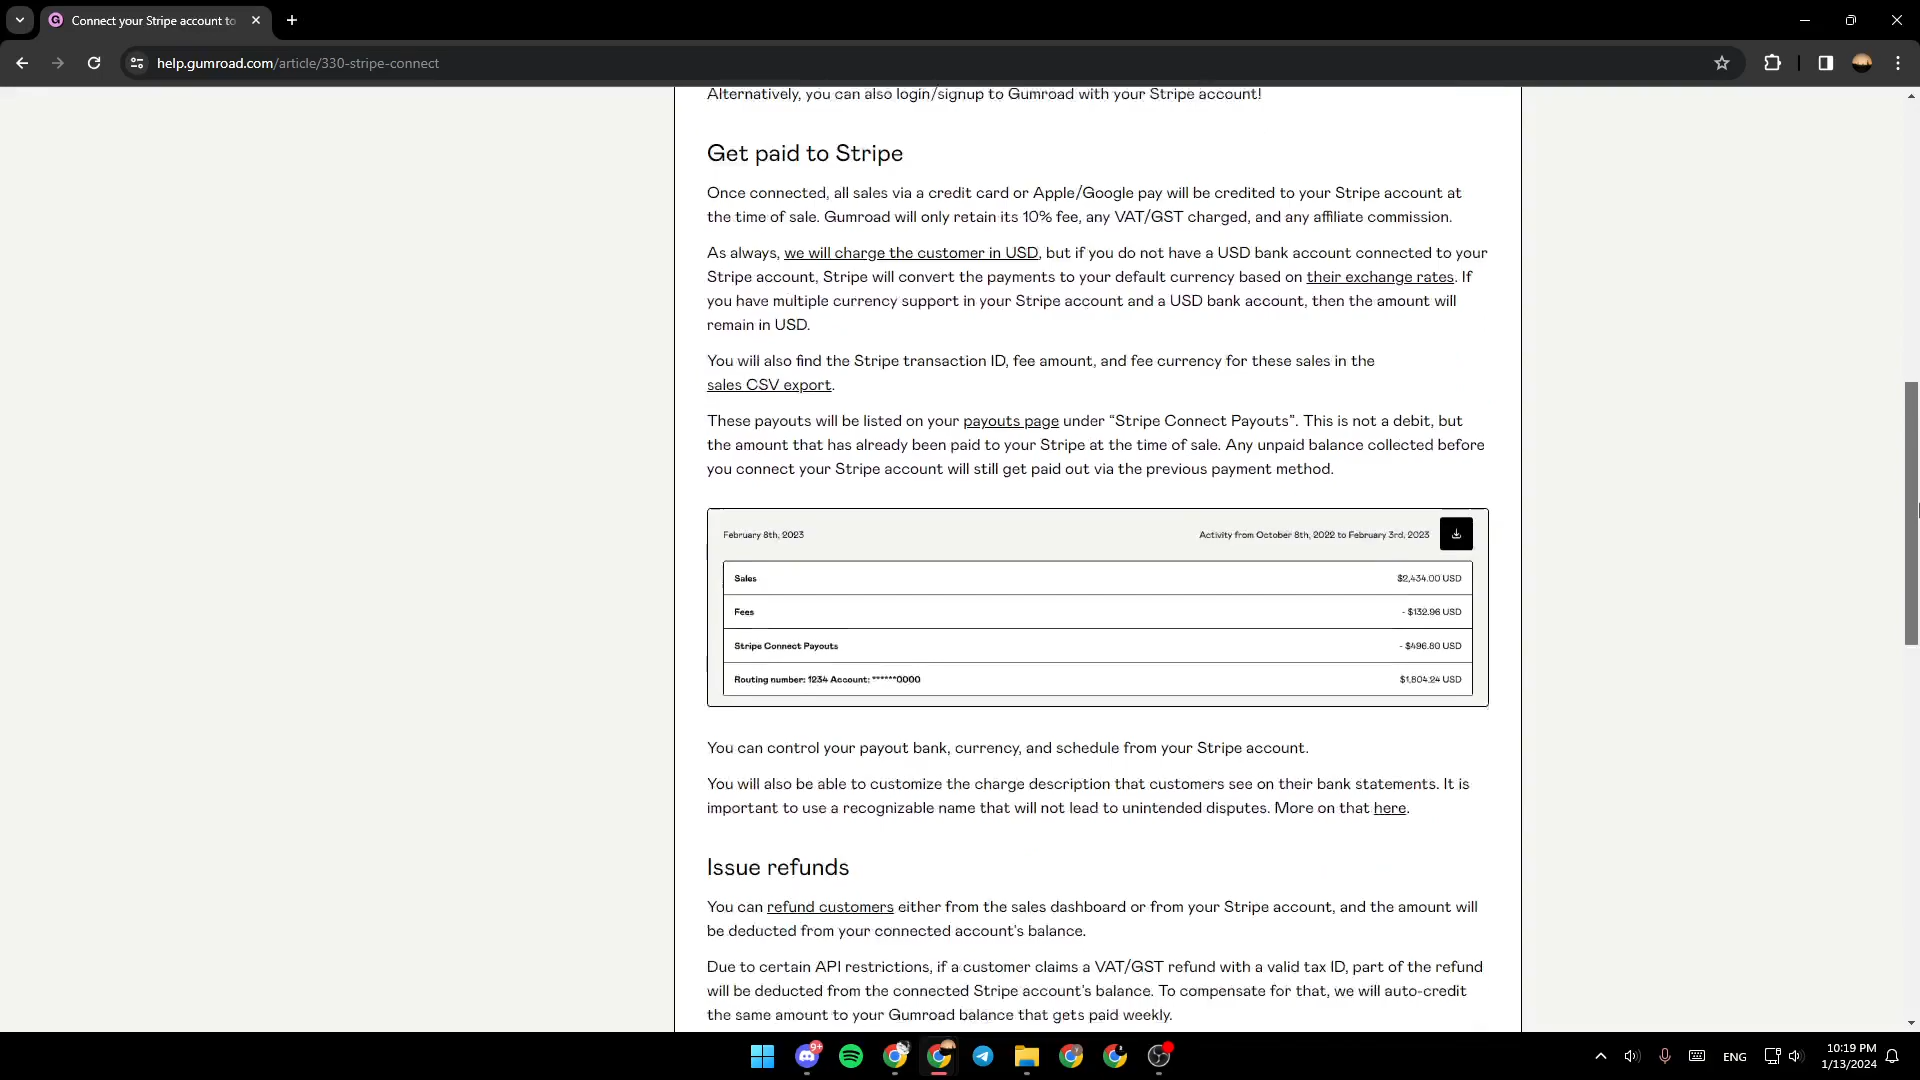 Connect your Stripe account to
help.gumroad.com/article/330-stripe-connect
Alternatively, you can also login/signup to Gumroad with your Stripe account!
Get paid to Stripe
Once connected, all sales via a credit card or Apple/Google pay will be credited to your Stripe account at
the time of sale. Gumroad will only retain its 10% fee, any VAT/GST charged, and any affiliate commission.
As always, we will charge the customer in USD, but if you do not have a USD bank account connected to your
Stripe account, Stripe will convert the payments to your default currency based on their exchange rates. If
you have multiple currency support in your Stripe account and a USD bank account, then the amount will
remain in USD.
You will also find the Stripe transaction ID, fee amount, and fee currency for these sales in the
sales CSV export.
These payouts will be listed on your payouts page under “Stripe Connect Payouts”. This is not a debit, but
the amount that has already been paid to your Stripe at the time of sale. Any unpaid balance collected before
you connect your Stripe account will still get paid out via the previous payment method.
February 8th, 2023 Activity from October 8th, 2022 to February 3rd, 2023
Sales $2,434.00 USD
Fees - $132.96 USD
Stripe Connect Payouts - $496.80 USD
Routing number: 1234 Account: ******0000 $1,804.24 USD
You can control your payout bank, currency, and schedule from your Stripe account.
You will also be able to customize the charge description that customers see on their bank statements. It is
important to use a recognizable name that will not lead to unintended disputes. More on that here.
Issue refunds
You can refund customers either from the sales dashboard or from your Stripe account, and the amount will
be deducted from your connected account's balance.
Due to certain API restrictions, if a customer claims a VAT/GST refund with a valid tax ID, part of the refund
will be deducted from the connected Stripe account's balance. To compensate for that, we will auto-credit
the same amount to your Gumroad balance that gets paid weekly.
9+
ENG
10:19 PM
1/13/2024